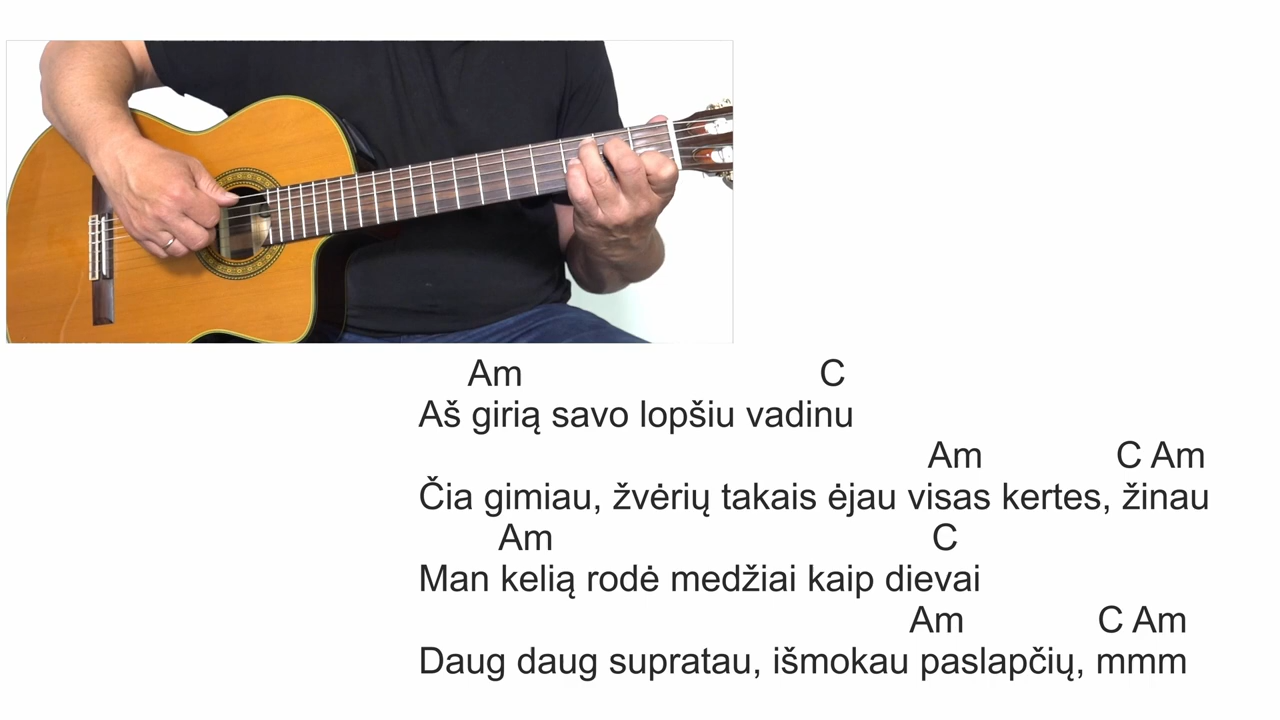 Am C
Aš girią savo lopšiu vadinu
Am C Am
Čia gimiau, žvėrių takais ėjau visas kertes, žinau
Am C
Man kelią rodė medžiai kaip dievai
Am C Am
Daug daug supratau, išmokau paslapčių, mmm